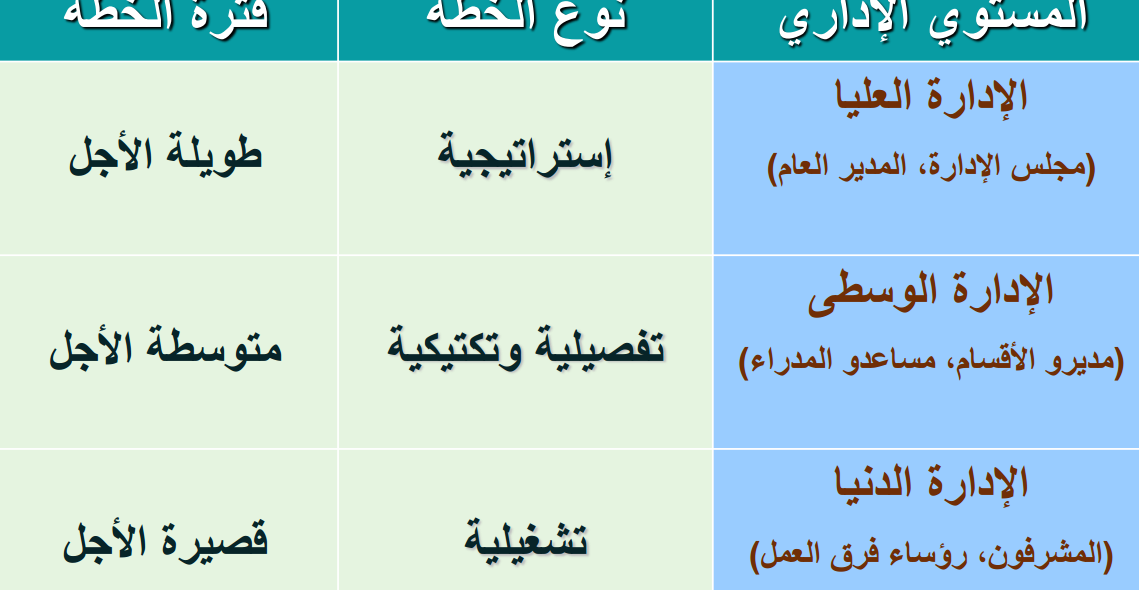 المستوي الإداري
نوع الخطة
فترة الخطة
الإدارة العليا
(مجلس الإدارة، المدير العام)
إستراتيجية
طويلة الأجل
الإدارة الوسطى
(مديرو الأقسام، مساعدو المدراء)
تفصيلية وتكتيكية
متوسطة الأجل
الإدارة الدنيا
(المشرفون، رؤساء فرق العمل)
تشغيلية
قصيرة الأجل